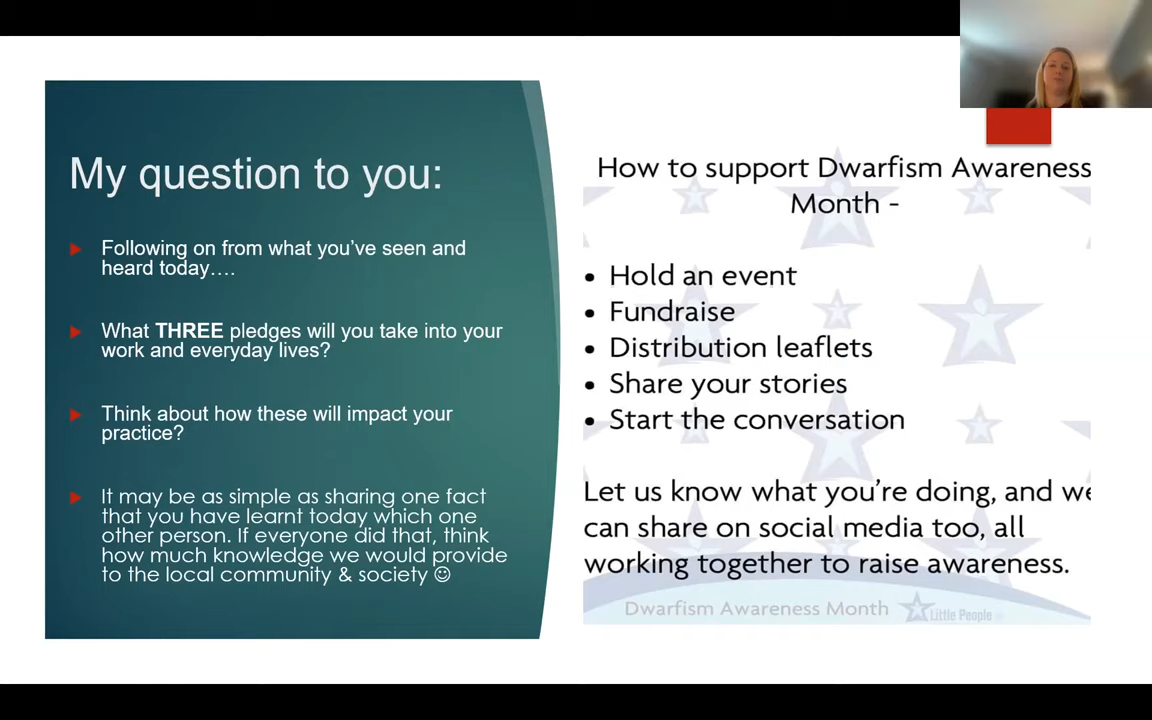 My question to you:
Following on from what you've seen and
heard today....
What THREE pledges will you take into your
work and everyday lives?
Think about how these will impact your
practice?
It may be as simple as sharing one fact
that you have learnt today which one
other person. If everyone did that, think
how much knowledge we would provide
to the local community & society ☺
How to support Dwarfism Awareness
Month -
• Hold an event
• Fundraise
• Distribution leaflets
• Share your stories
• Start the conversation
Let us know what you're doing, and we
can share on social media too, all
working together to raise awareness.
Dwarfism Awareness Month
Little People